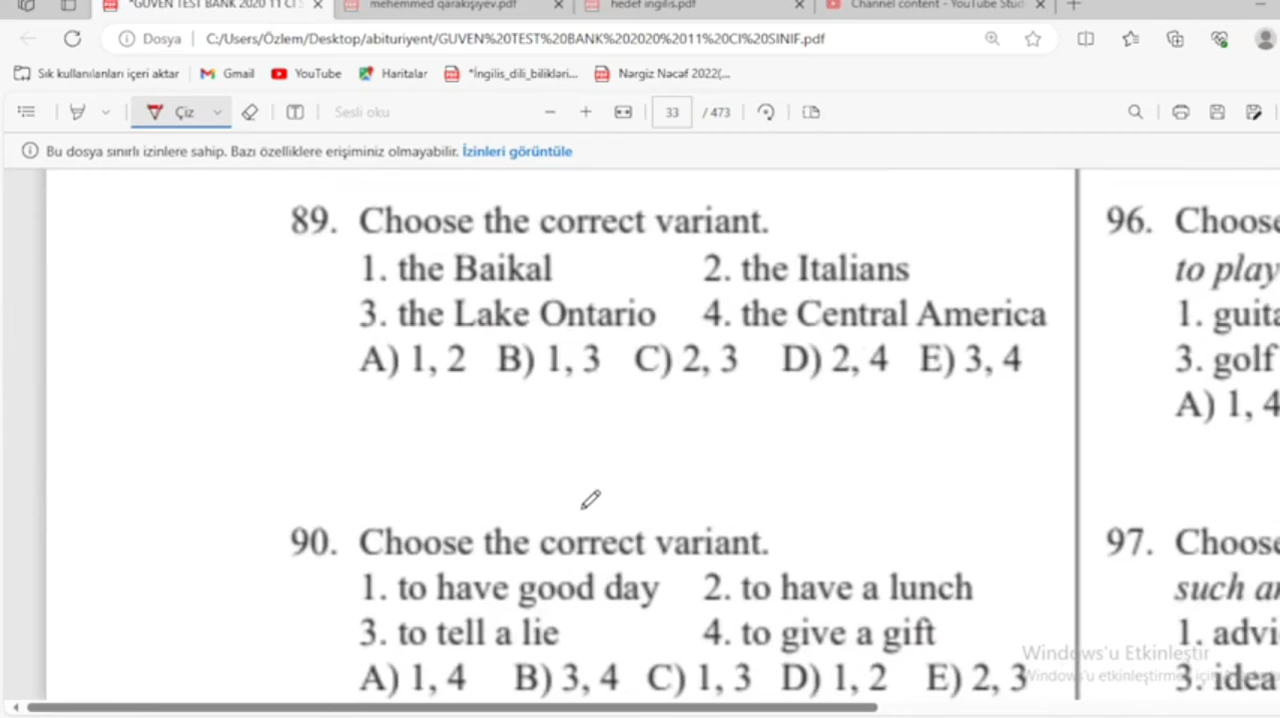 *GUVEN TEST BANK 2020 11 CI S
mehemmed qarakişiyev.pdf
hedef ingilis.pdf
Channel content - YouTube Stud
Dosya
C:/Users/Özlem/Desktop/abituriyent/GUVEN%20TEST%20BANK%202020%2011%20CI%20SINIF.pdf
Sık kullanılanları içeri aktar
Gmail
YouTube
Haritalar
*İngilis_dili_bilikləri...
Nərgiz Nəcəf 2022(...
Çiz
Sesli oku
33
/ 473
Bu dosya sınırlı izinlere sahip. Bazı özelliklere erişiminiz olmayabilir. İzinleri görüntüle
89. Choose the correct variant.
1. the Baikal 2. the Italians
3. the Lake Ontario 4. the Central America
A) 1, 2 B) 1, 3 C) 2, 3 D) 2, 4 E) 3, 4
90. Choose the correct variant.
1. to have good day 2. to have a lunch
3. to tell a lie 4. to give a gift
A) 1, 4 B) 3, 4 C) 1, 3 D) 1, 2 E) 2, 3
96. Choose
to play
1. guita
3. golf
A) 1, 4
97. Choose
such an
1. advi
3. idea
Windows'u Etkinleştir
Windows'u etkinleştirmek için